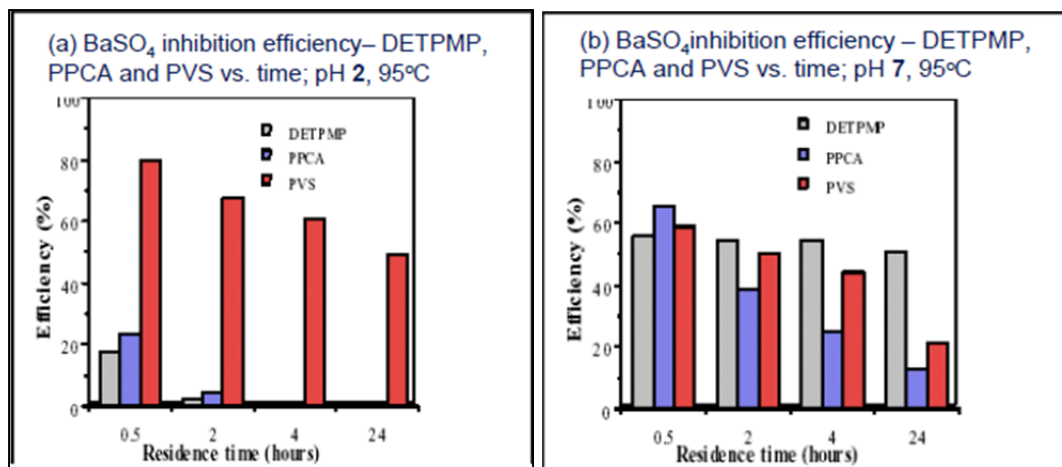 (a) BaSO₄ inhibition efficiency– DETPMP,
PPCA and PVS vs. time; pH 2, 95ºC
100
80
60
40
20
0
Efficiency (%)
DETPMP
PPCA
PVS
0.5 2 4 24
Residence time (hours)
(b) BaSO₄inhibition efficiency – DETPMP,
PPCA and PVS vs. time; pH 7, 95ºC
100
80
60
40
20
0
Efficiency (%)
DETPMP
PPCA
PVS
0.5 2 4 24
Residence time (hours)